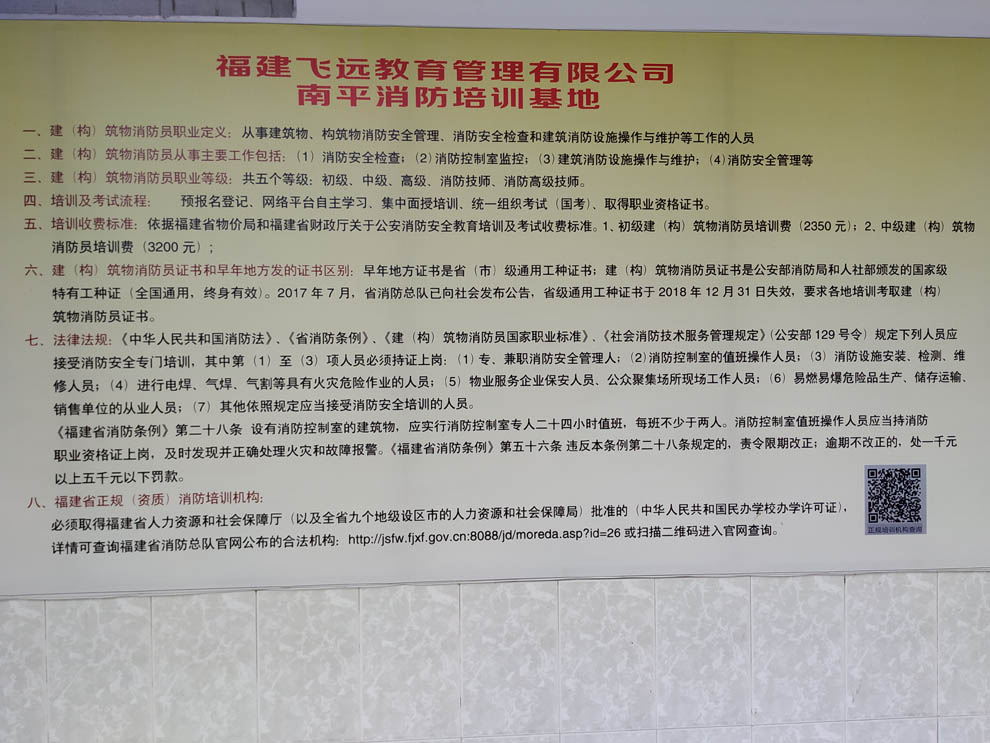 福建飞远教育管理有限公司
南平消防培训基地
一、建（构）筑物消防员职业定义：从事建筑物、构筑物消防安全管理、消防安全检查和建筑消防设施操作与维护等工作的人员
二、建（构）筑物消防员从事主要工作包括：（1）消防安全检查；（2）消防控制室监控；（3）建筑消防设施操作与维护；（4）消防安全管理等
三、建（构）筑物消防员职业等级：共五个等级：初级、中级、高级、消防技师、消防高级技师。
四、培训及考试流程： 预报名登记、网络平台自主学习、集中面授培训、统一组织考试（国考）、取得职业资格证书。
五、培训收费标准：依据福建省物价局和福建省财政厅关于公安消防安全教育培训及考试收费标准。1、初级建（构）筑物消防员培训费（2350 元）；2、中级建（构）筑物
消防员培训费（3200 元）；
六、建（构）筑物消防员证书和早年地方发的证书区别：早年地方证书是省（市）级通用工种证书；建（构）筑物消防员证书是公安部消防局和人社部颁发的国家级
特有工种证（全国通用，终身有效）。2017 年 7 月，省消防总队已向社会发布公告，省级通用工种证书于 2018 年 12 月 31 日失效，要求各地培训考取建（构）
筑物消防员证书。
七、法律法规：《中华人民共和国消防法》、《省消防条例》、《建（构）筑物消防员国家职业标准》、《社会消防技术服务管理规定》（公安部 129 号令）规定下列人员应
接受消防安全专门培训，其中第（1）至（3）项人员必须持证上岗：（1）专、兼职消防安全管理人；（2）消防控制室的值班操作人员；（3）消防设施安装、检测、维
修人员；（4）进行电焊、气焊、气割等具有火灾危险作业的人员；（5）物业服务企业保安人员、公众聚集场所现场工作人员；（6）易燃易爆危险品生产、储存运输、
销售单位的从业人员；（7）其他依照规定应当接受消防安全培训的人员。
《福建省消防条例》第二十八条 设有消防控制室的建筑物，应实行消防控制室专人二十四小时值班，每班不少于两人。消防控制室值班操作人员应当持消防
职业资格证上岗，及时发现并正确处理火灾和故障报警。《福建省消防条例》第五十六条 违反本条例第二十八条规定的，责令限期改正；逾期不改正的，处一千元
以上五千元以下罚款。
八、福建省正规（资质）消防培训机构：
必须取得福建省人力资源和社会保障厅（以及全省九个地级设区市的人力资源和社会保障局）批准的（中华人民共和国民办学校办学许可证），
详情可查询福建省消防总队官网公布的合法机构：http://jsfw.fjxf.gov.cn:8088/jd/moreda.asp?id=26 或扫描二维码进入官网查询。
正规培训机构查询